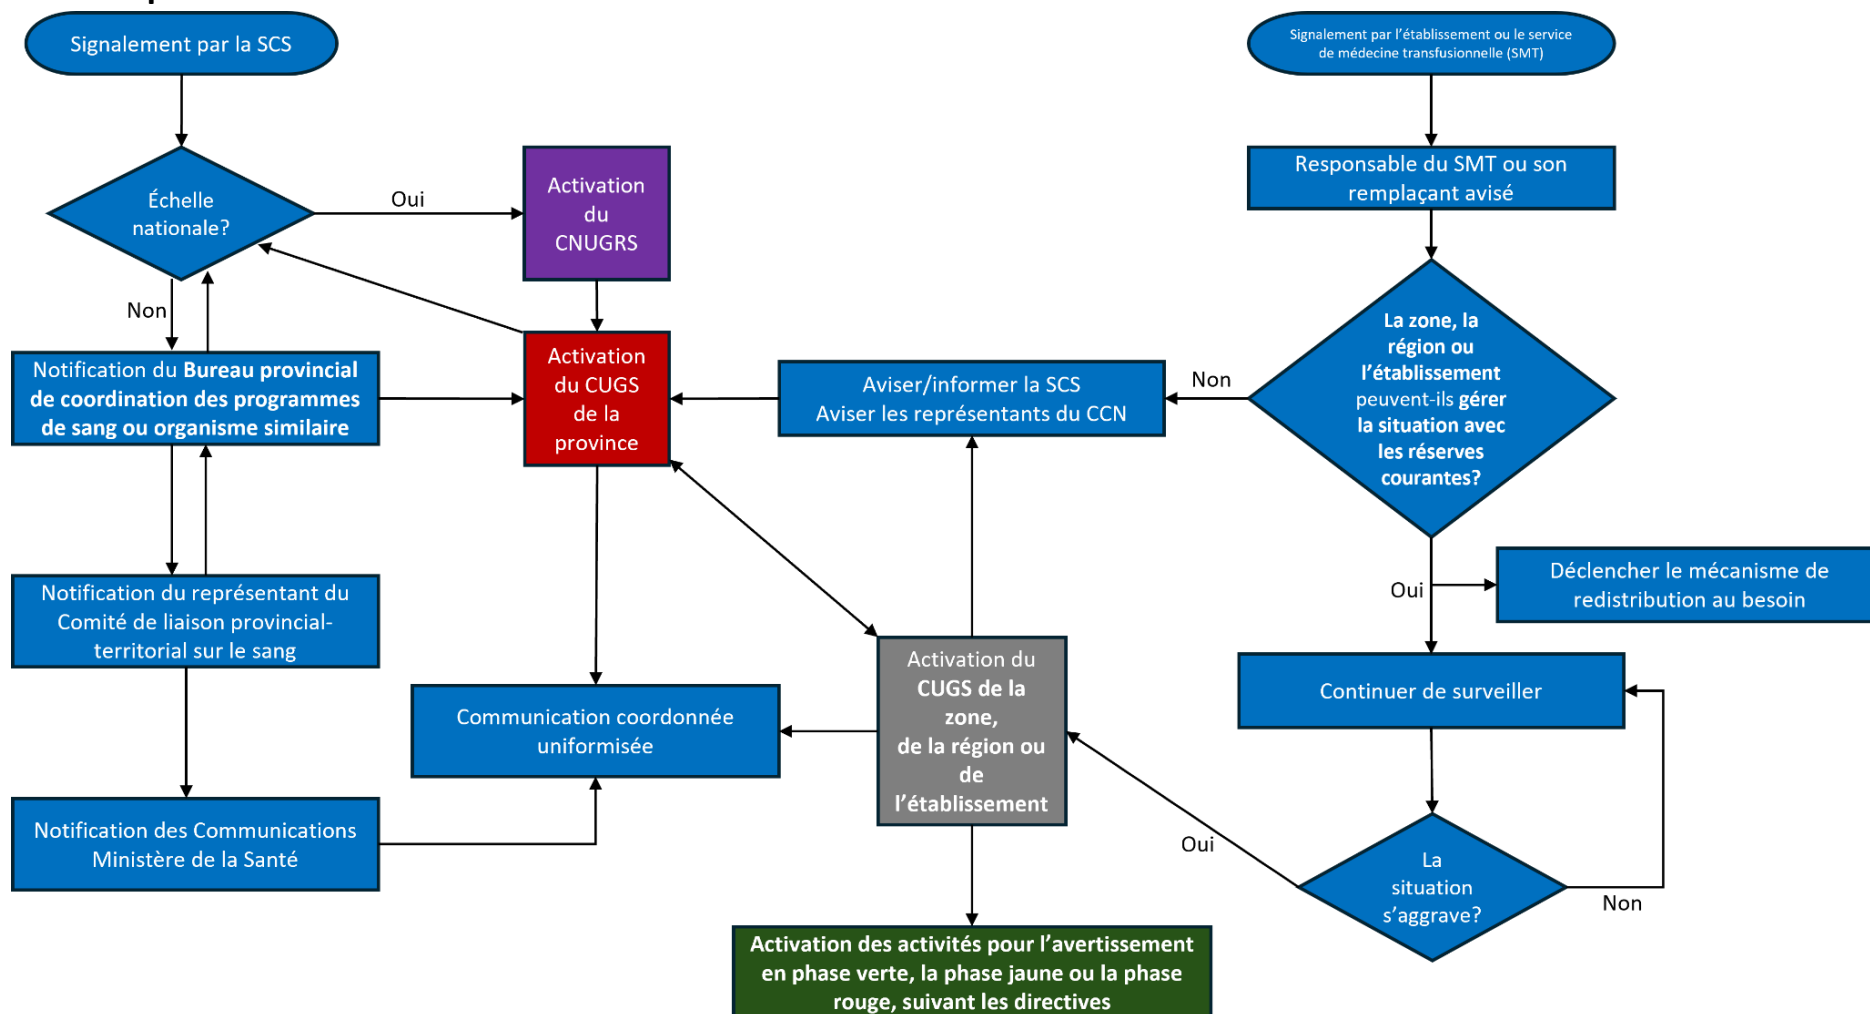 Signalement par la SCS
Signalement par l'établissement ou le service
de médecine transfusionnelle (SMT)
Échelle
nationale?
Oui
Non
Activation
du
CNUGRS
Responsable du SMT ou son
remplaçant avisé
Notification du Bureau provincial
de coordination des programmes
de sang ou organisme similaire
Activation
du CUGS
de la
province
Aviser/informer la SCS
Aviser les représentants du CCN
Non
La zone, la
région ou
l'établissement
peuvent-ils gérer
la situation avec
les réserves
courantes?
Oui
Déclencher le mécanisme de
redistribution au besoin
Notification du représentant du
Comité de liaison provincial-
territorial sur le sang
Activation du
CUGS de la
zone,
de la région ou
de
l'établissement
Continuer de surveiller
Communication coordonnée
uniformisée
Notification des Communications
Ministère de la Santé
Oui
La
situation
s'aggrave?
Non
Activation des activités pour l'avertissement
en phase verte, la phase jaune ou la phase
rouge, suivant les directives